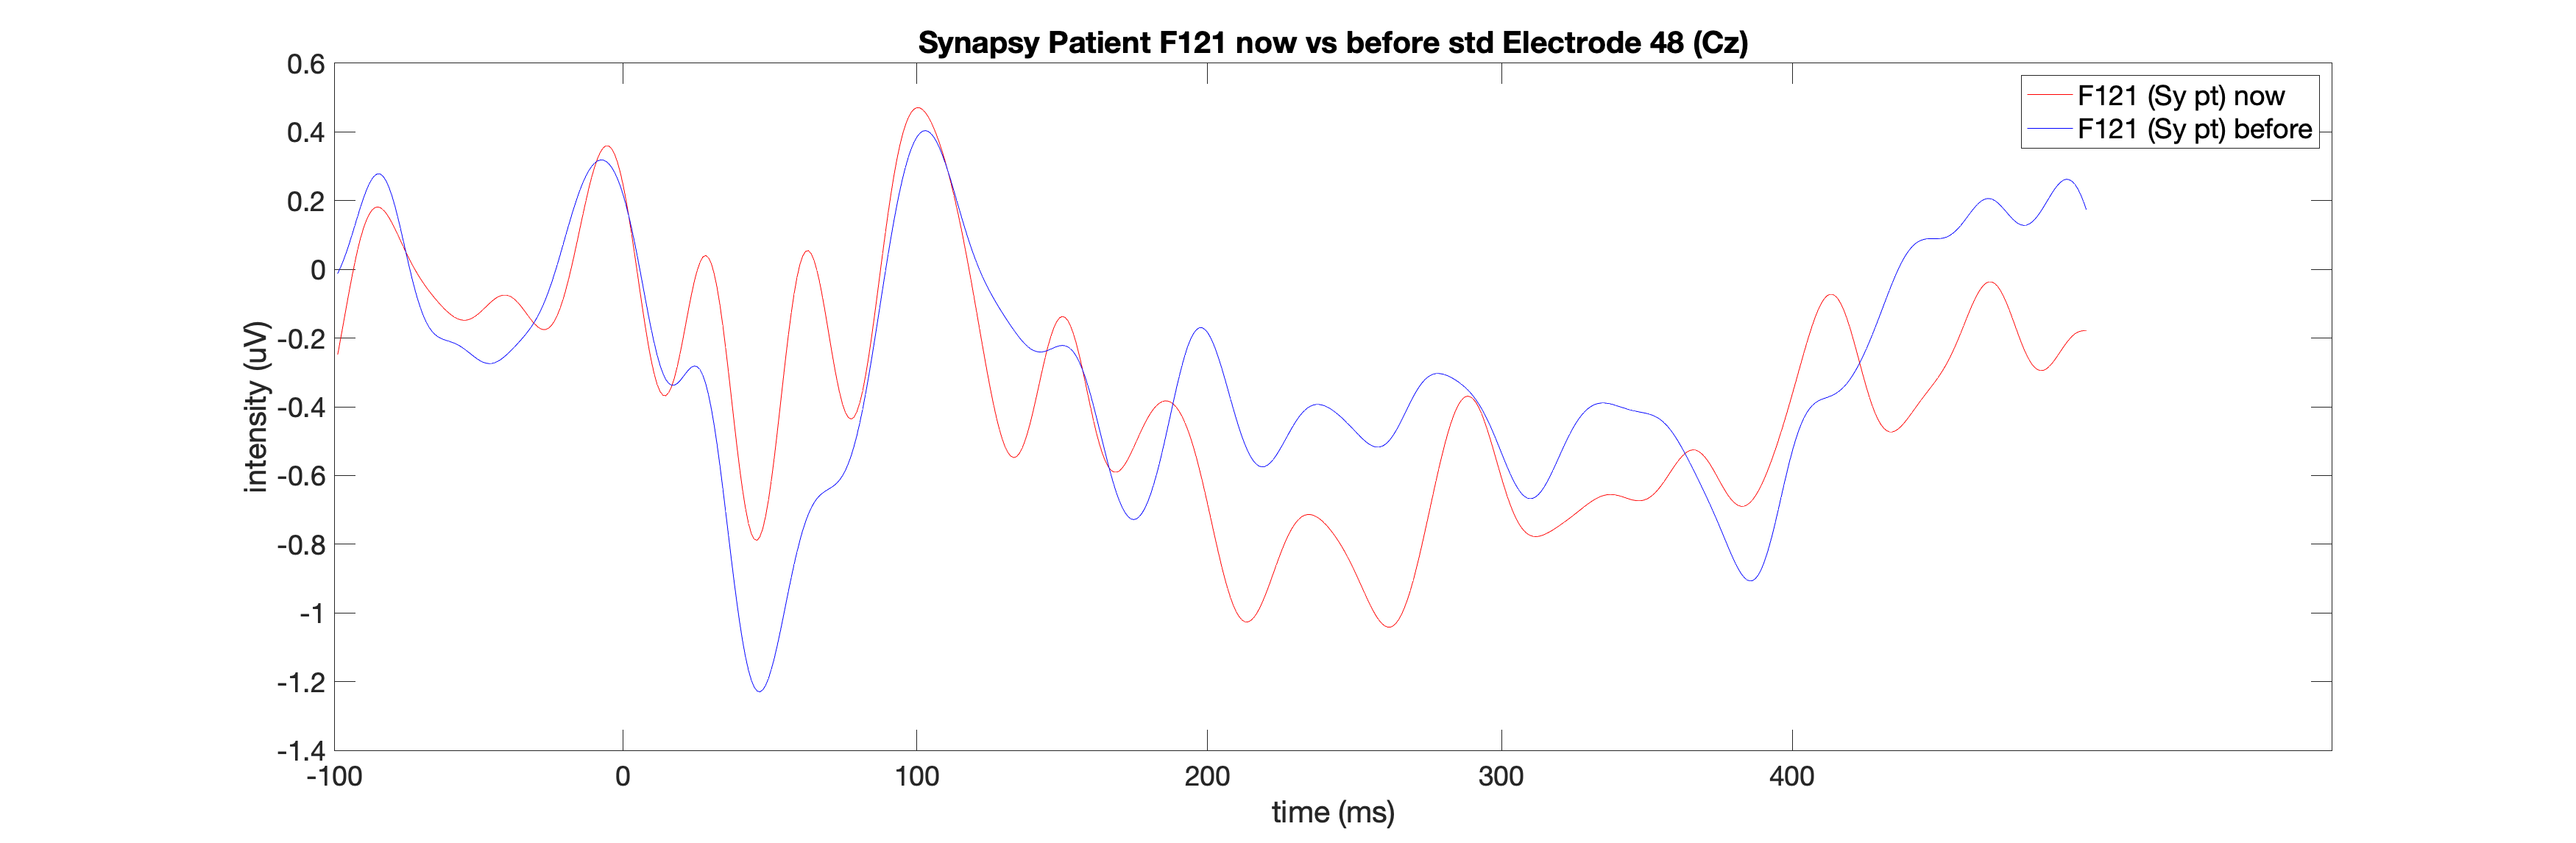 Synapsy Patient F121 now vs before std Electrode 48 (Cz)
F121 (Sy pt) now
F121 (Sy pt) before
intensity (uV)
0.6
0.4
0.2
0
-0.2
-0.4
-0.6
-0.8
-1
-1.2
-1.4
-100 0 100 200 300 400
time (ms)